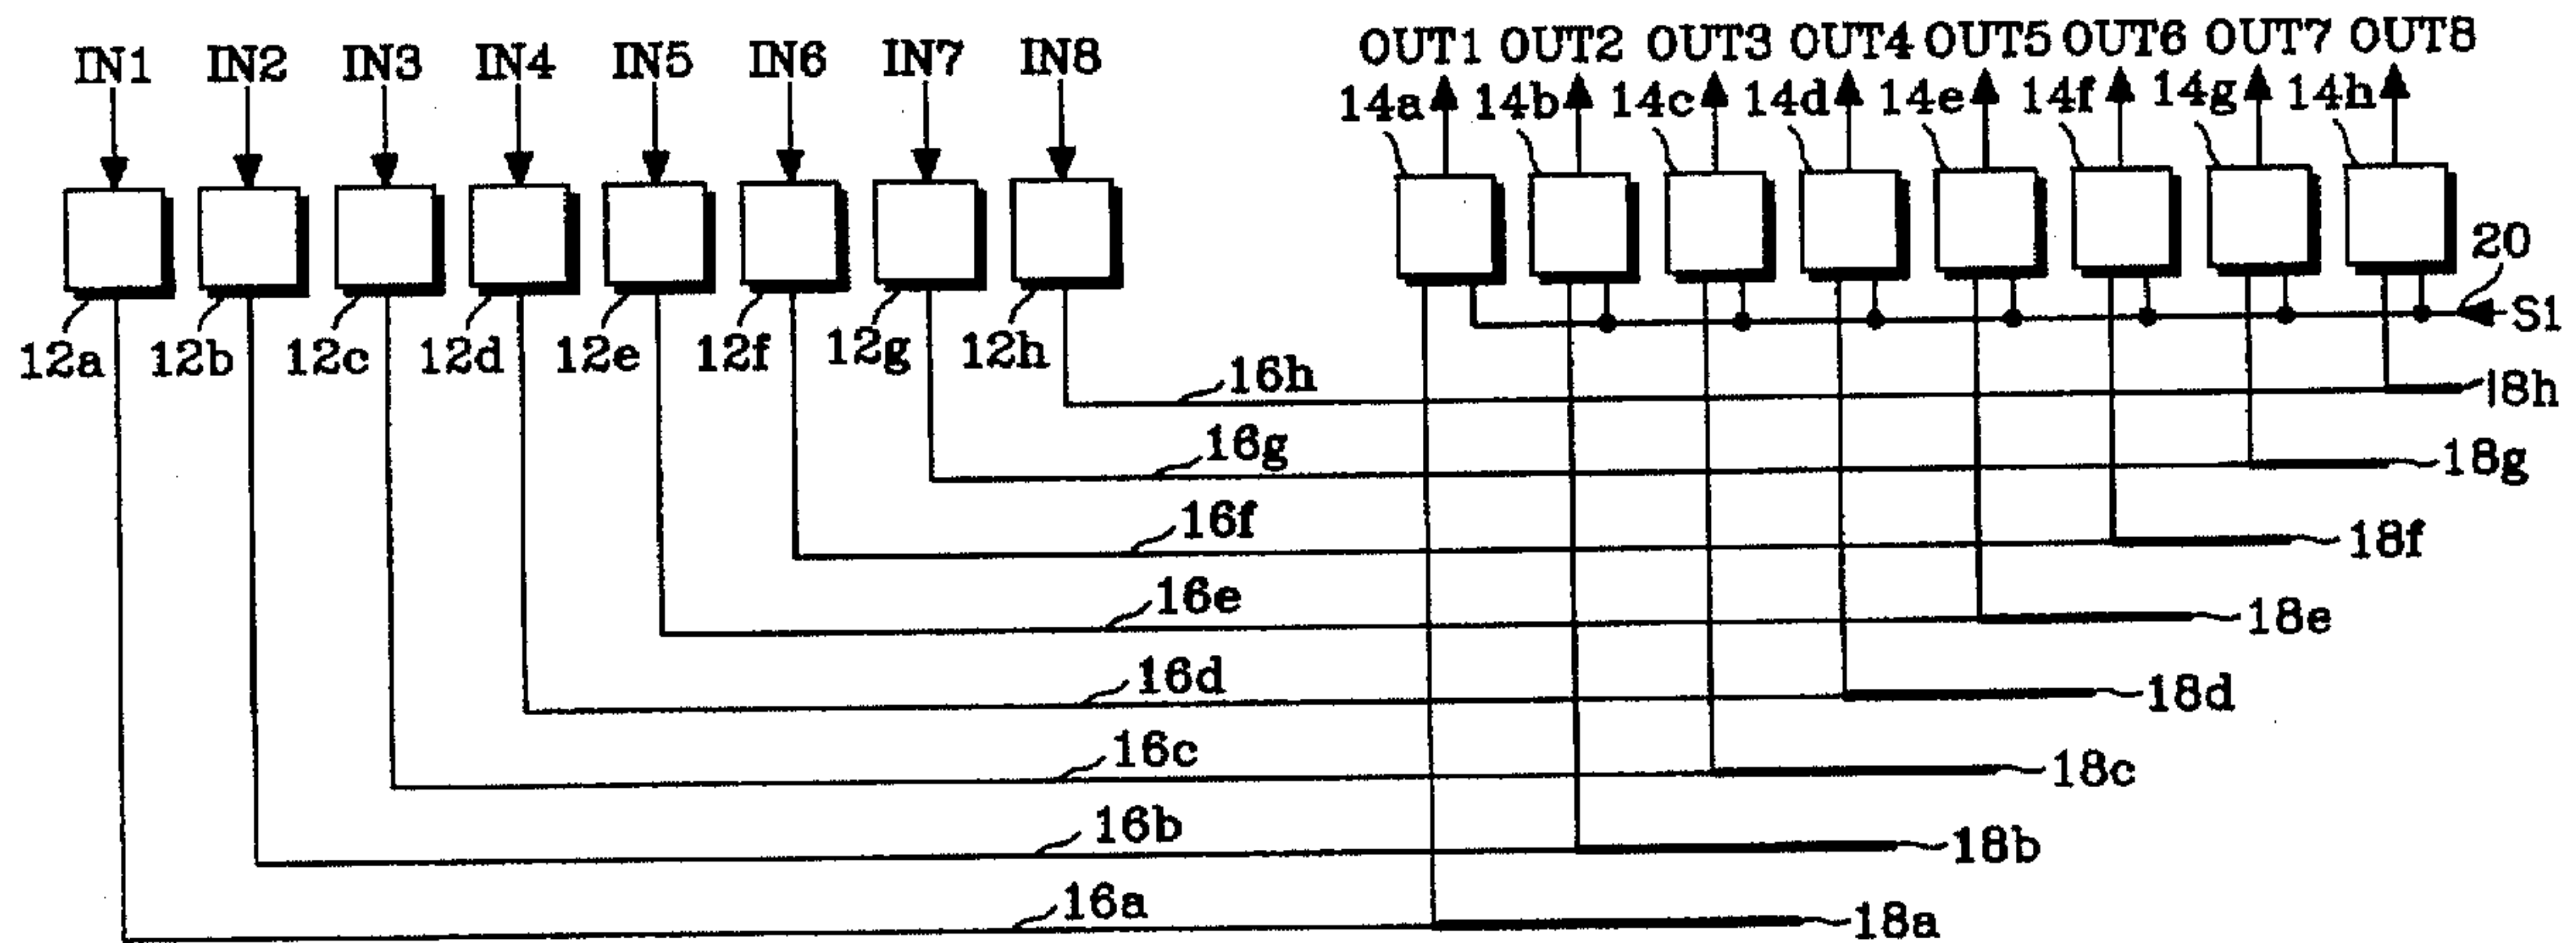 IN1 IN2 IN3 IN4 IN5 IN6 IN7 IN8
OUT1 OUT2 OUT3 OUT4 OUT5 OUT6 OUT7 OUT8
14a 14b 14c 14d 14e 14f 14g 14h
20
S1
12a 12b 12c 12d 12e 12f 12g 12h
16h 18h
16g 18g
16f 18f
16e 18e
16d 18d
16c 18c
16b 18b
16a 18a